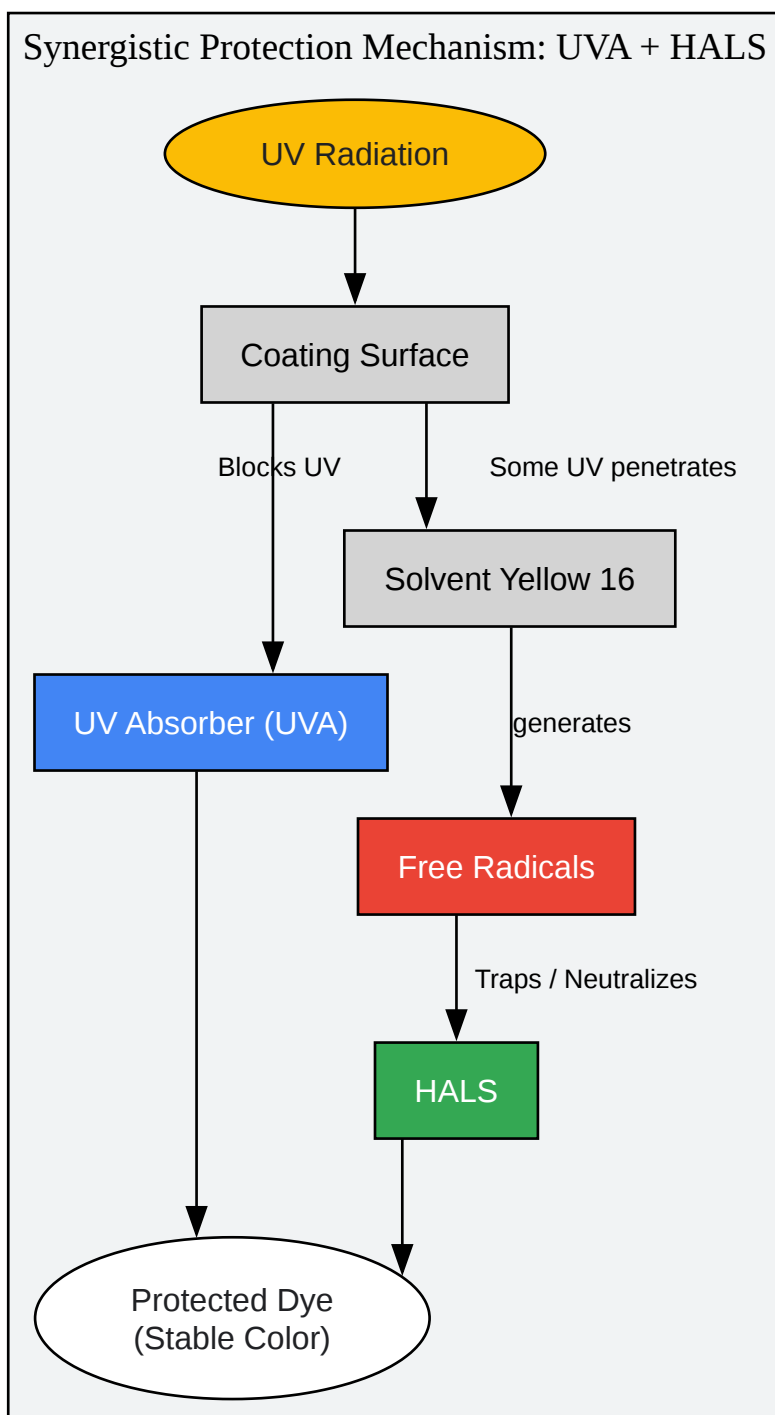 Synergistic Protection Mechanism: UVA + HALS
UV Radiation
Coating Surface
Blocks UV
Some UV penetrates
Solvent Yellow 16
UV Absorber (UVA)
generates
Free Radicals
Traps / Neutralizes
HALS
Protected Dye
(Stable Color)